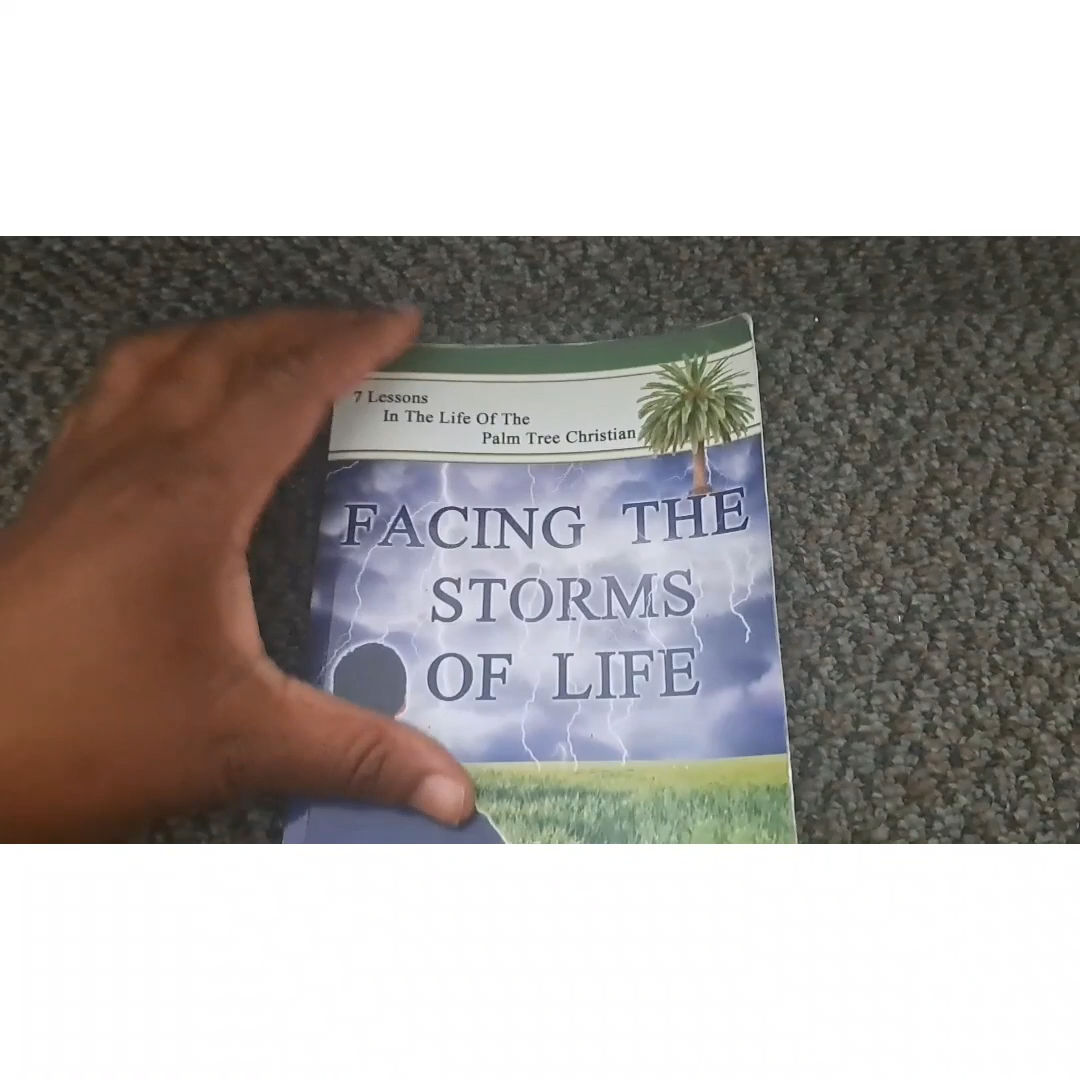 7 Lessons
In The Life Of The
Palm Tree Christian
FACING THE
STORMS
OF LIFE